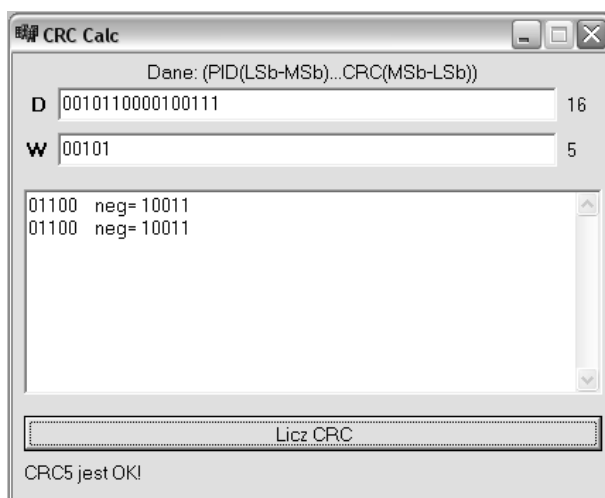 CRC Calc
Dane: (PID(LSb-MSb)...CRC(MSb-LSb))
D 0010110000100111 16
W 00101 5
01100 neg= 10011
01100 neg= 10011
Licz CRC
CRC5 jest OK!